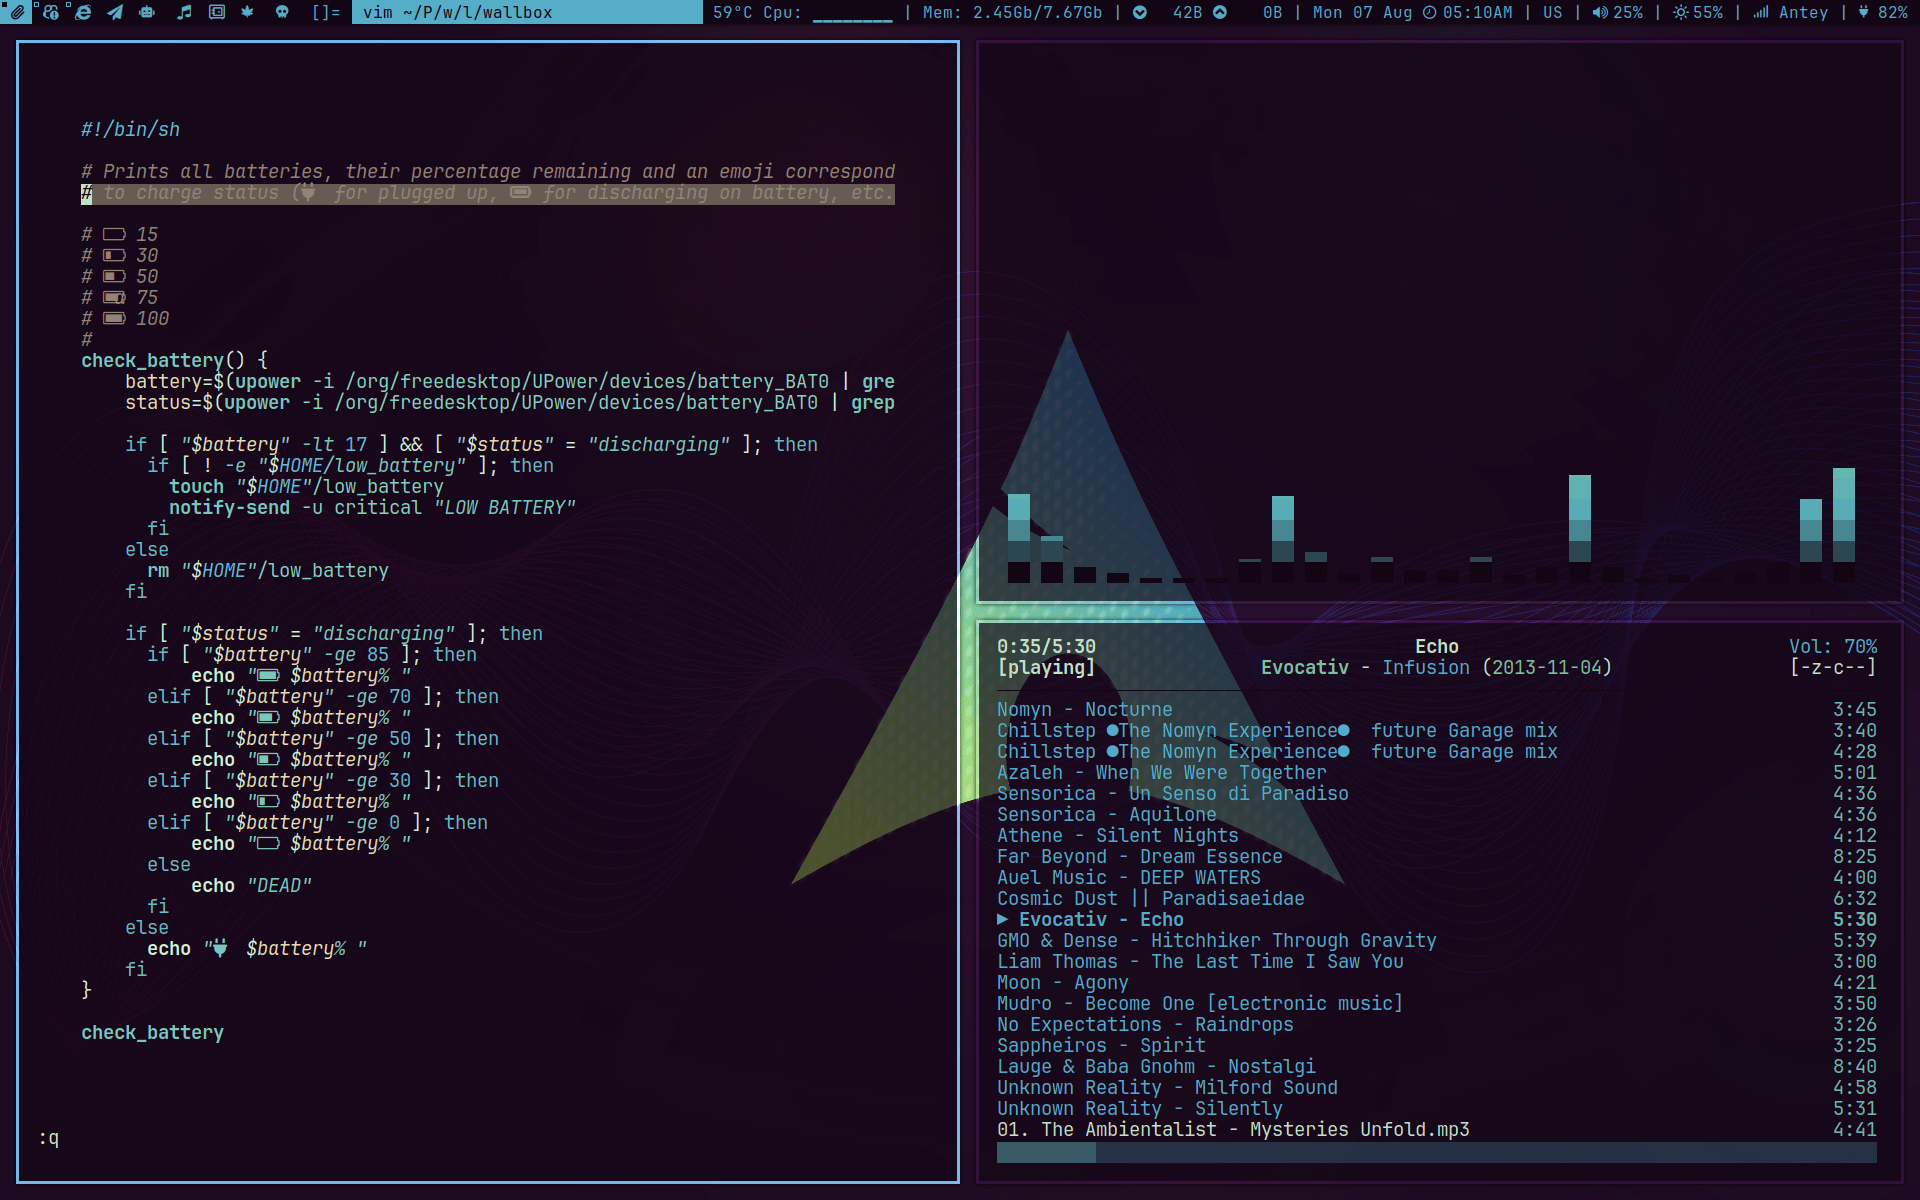 []= vim ~/P/w/l/wallbox 59°C Cpu: ________ | Mem: 2.45Gb/7.67Gb | 42B 0B | Mon 07 Aug 05:10AM | US | 25% | 55% | Antey | 82%
#!/bin/sh
# Prints all batteries, their percentage remaining and an emoji correspond
# to charge status ( for plugged up, for discharging on battery, etc.
# 15
# 30
# 50
# 75
# 100
#
check_battery() {
battery=$(upower -i /org/freedesktop/UPower/devices/battery_BAT0 | gre
status=$(upower -i /org/freedesktop/UPower/devices/battery_BAT0 | grep
if [ "$battery" -lt 17 ] && [ "$status" = "discharging" ]; then
if [ ! -e "$HOME/low_battery" ]; then
touch "$HOME"/low_battery
notify-send -u critical "LOW BATTERY"
fi
else
rm "$HOME"/low_battery
fi
if [ "$status" = "discharging" ]; then
if [ "$battery" -ge 85 ]; then
echo " $battery% "
elif [ "$battery" -ge 70 ]; then
echo " $battery% "
elif [ "$battery" -ge 50 ]; then
echo " $battery% "
elif [ "$battery" -ge 30 ]; then
echo " $battery% "
elif [ "$battery" -ge 0 ]; then
echo " $battery% "
else
echo "DEAD"
fi
else
echo " $battery% "
fi
}
check_battery
:q
0:35/5:30 Echo Vol: 70%
[playing] Evocativ - Infusion (2013-11-04) [-z-c--]
Nomyn - Nocturne 3:45
Chillstep ●The Nomyn Experience● future Garage mix 3:40
Chillstep ●The Nomyn Experience● future Garage mix 4:28
Azaleh - When We Were Together 5:01
Sensorica - Un Senso di Paradiso 4:36
Sensorica - Aquilone 4:36
Athene - Silent Nights 4:12
Far Beyond - Dream Essence 8:25
Auel Music - DEEP WATERS 4:00
Cosmic Dust || Paradisaeidae 6:32
▶ Evocativ - Echo 5:30
GMO & Dense - Hitchhiker Through Gravity 5:39
Liam Thomas - The Last Time I Saw You 3:00
Moon - Agony 4:21
Mudro - Become One [electronic music] 3:50
No Expectations - Raindrops 3:26
Sappheiros - Spirit 3:25
Lauge & Baba Gnohm - Nostalgi 8:40
Unknown Reality - Milford Sound 4:58
Unknown Reality - Silently 5:31
01. The Ambientalist - Mysteries Unfold.mp3 4:41